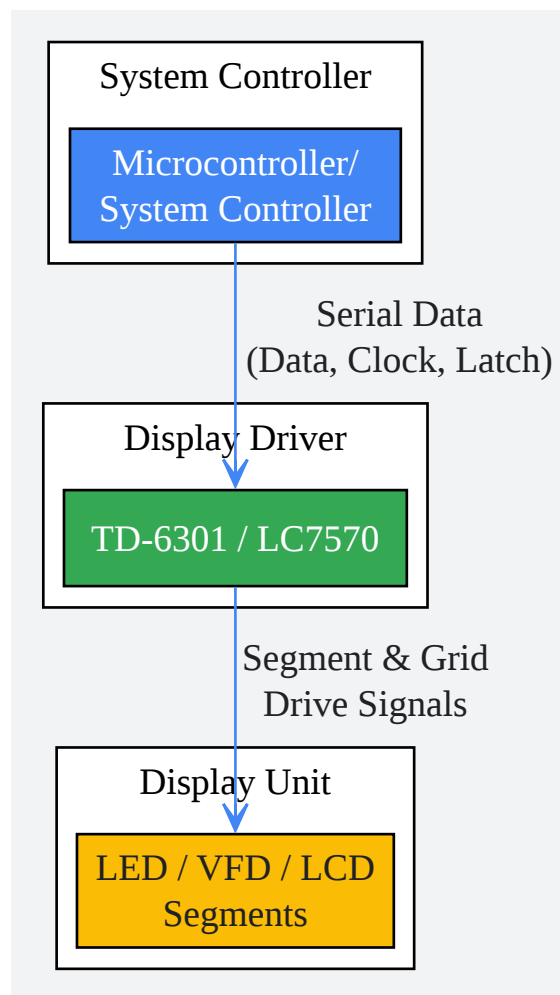 System Controller
Microcontroller/
System Controller
Serial Data
(Data, Clock, Latch)
Display Driver
TD-6301 / LC7570
Segment & Grid
Drive Signals
Display Unit
LED / VFD / LCD
Segments